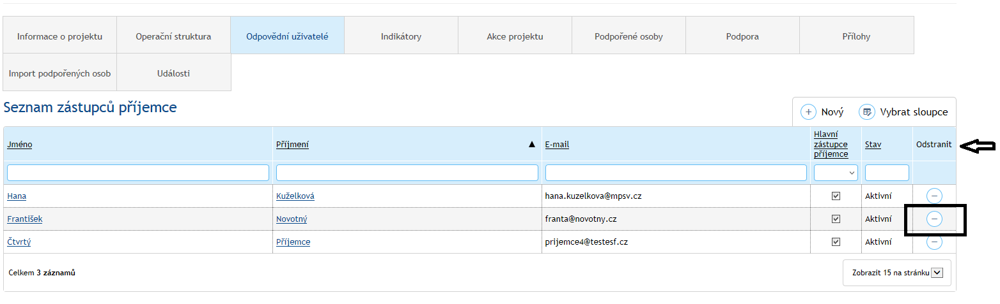 Informace o projektu Operační struktura Odpovědní uživatelé Indikátory Akce projektu Podpořené osoby Podpora Přílohy
Import podpořených osob Události
Seznam zástupců příjemce
Nový Vybrat sloupce
Jméno Příjmení ▲ E-mail Hlavní zástupce příjemce Stav Odstranit
Hana Kuželková hana.kuzelkova@mpsv.cz Aktivní
František Novotný franta@novotny.cz Aktivní
Čtvrtý Příjemce prijemce4@testesf.cz Aktivní
Celkem 3 záznamů Zobrazit 15 na stránku